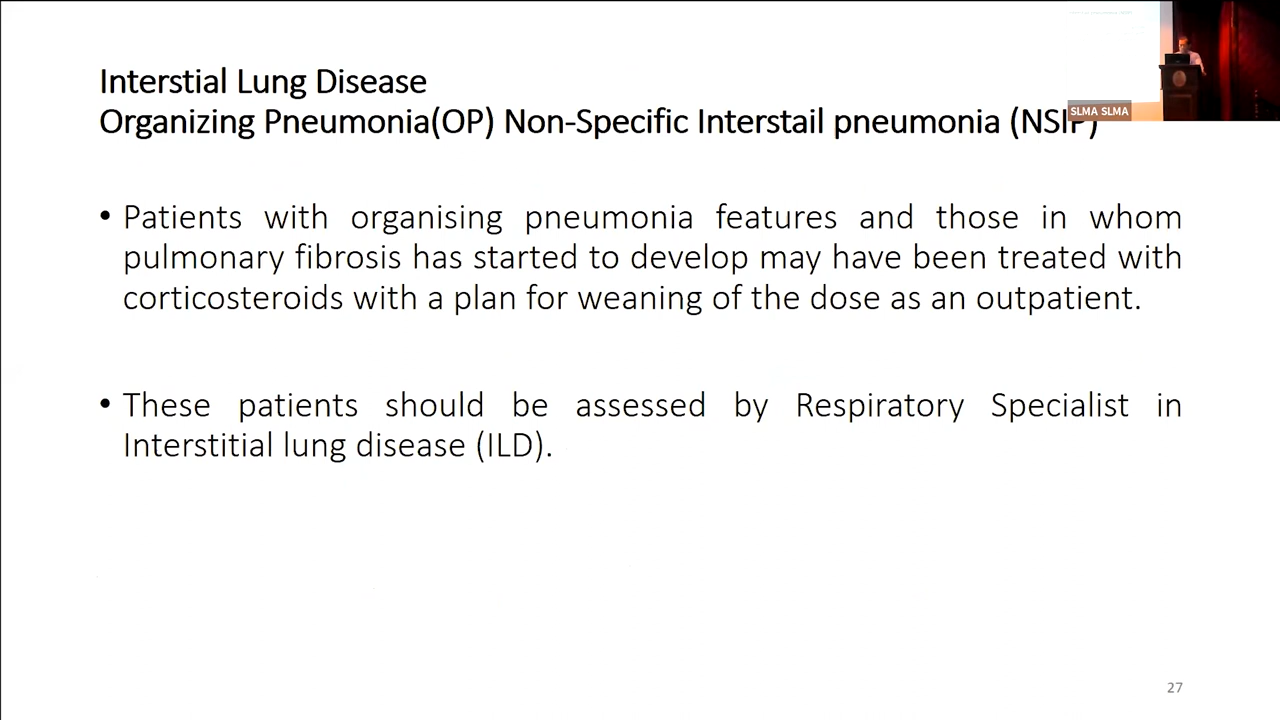 Interstial Lung Disease
Organizing Pneumonia(OP) Non-Specific Interstail pneumonia (NSIP)
SLMA SLMA
• Patients with organising pneumonia features and those in whom
pulmonary fibrosis has started to develop may have been treated with
corticosteroids with a plan for weaning of the dose as an outpatient.
• These patients should be assessed by Respiratory Specialist in
Interstitial lung disease (ILD).
27